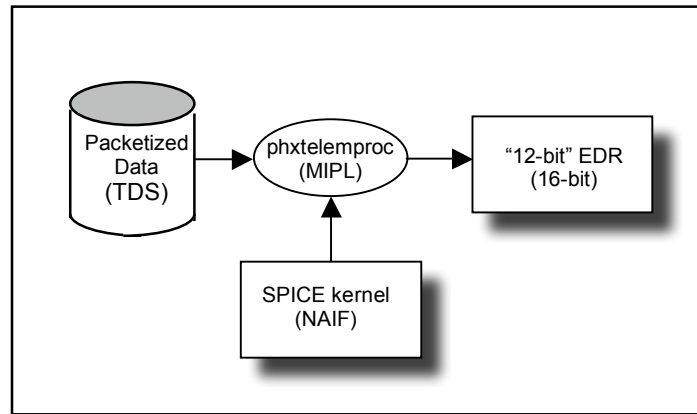 Packetized
Data
(TDS)
phxtelemproc
(MIPL)
“12-bit” EDR
(16-bit)
SPICE kernel
(NAIF)